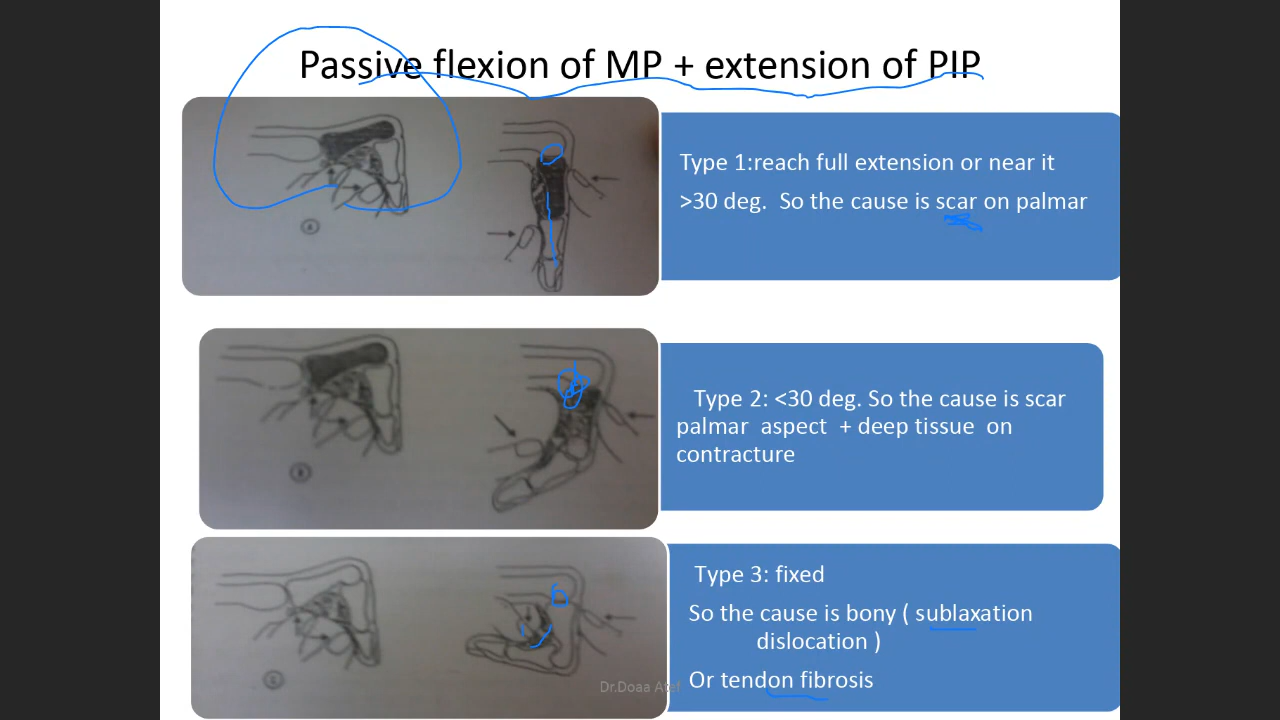 Passive flexion of MP + extension of PIP
Type 1:reach full extension or near it
>30 deg. So the cause is scar on palmar
Type 2: <30 deg. So the cause is scar
palmar aspect + deep tissue on
contracture
Type 3: fixed
So the cause is bony ( sublaxation
dislocation )
Or tendon fibrosis
Dr.Doaa Atef